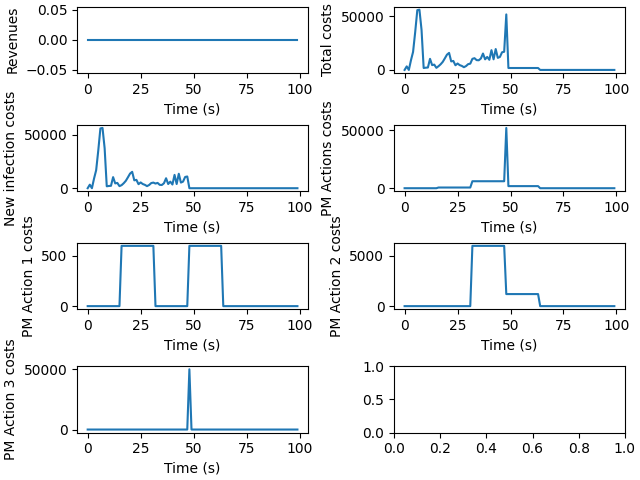 Revenues
0.05
0.00
−0.05
0 25 50 75 100
Time (s)
Total costs
50000
0
0 25 50 75 100
Time (s)
New infection costs
50000
0
0 25 50 75 100
Time (s)
PM Actions costs
50000
0
0 25 50 75 100
Time (s)
PM Action 1 costs
500
0
0 25 50 75 100
Time (s)
PM Action 2 costs
5000
0
0 25 50 75 100
Time (s)
PM Action 3 costs
50000
0
0 25 50 75 100
Time (s)
1.0
0.5
0.0
0.0 0.2 0.4 0.6 0.8 1.0